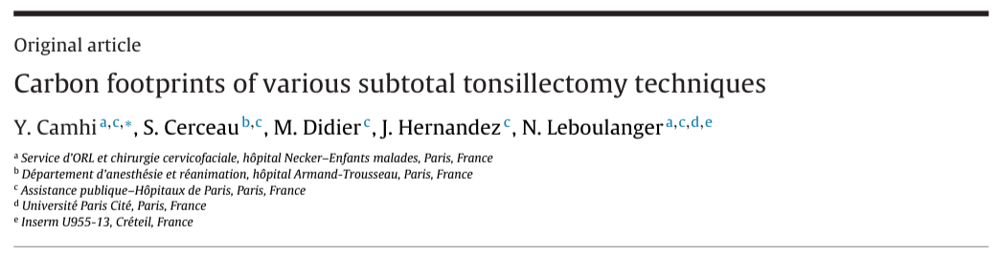 Original article
Carbon footprints of various subtotal tonsillectomy techniques
Y. Camhi a,c,*, S. Cerceau b,c, M. Didier c, J. Hernandez c, N. Leboulanger a,c,d,e
a Service d'ORL et chirurgie cervicofaciale, hôpital Necker–Enfants malades, Paris, France
b Département d'anesthésie et réanimation, hôpital Armand-Trousseau, Paris, France
c Assistance publique–Hôpitaux de Paris, Paris, France
d Université Paris Cité, Paris, France
e Inserm U955-13, Créteil, France